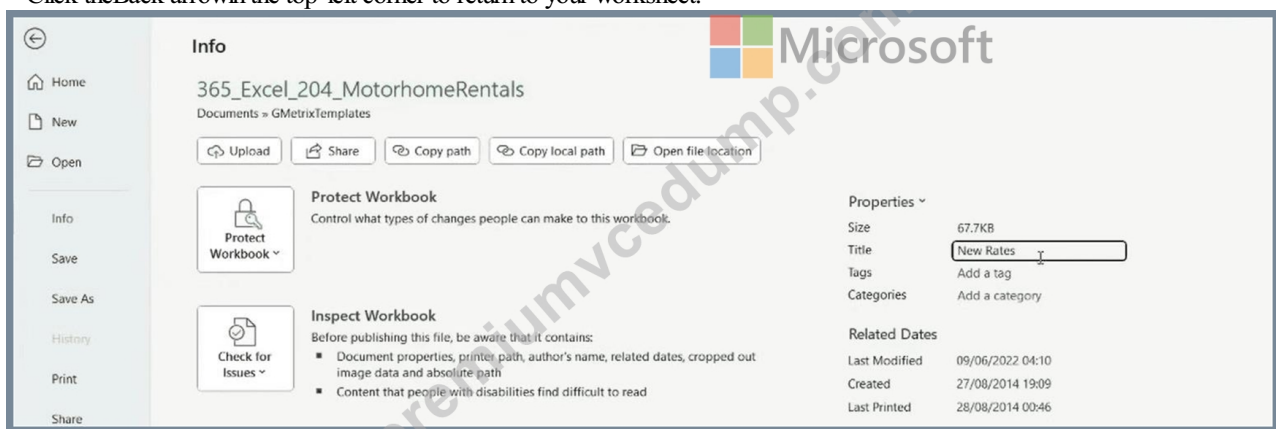 Click theBack arrowin the top-left corner to return to your worksheet.
Info
Microsoft
Home
365_Excel_204_MotorhomeRentals
Documents » GMetrixTemplates
New
Upload Share Copy path Copy local path Open file location
Open
Protect Workbook
Control what types of changes people can make to this workbook.
Protect
Workbook
Properties
Size 67.7KB
Title New Rates
Tags Add a tag
Categories Add a category
Info
Save
Save As
Inspect Workbook
Before publishing this file, be aware that it contains:
Document properties, printer path, author's name, related dates, cropped out
image data and absolute path
Content that people with disabilities find difficult to read
Check for
Issues
Related Dates
Last Modified 09/06/2022 04:10
Created 27/08/2014 19:09
Last Printed 28/08/2014 00:46
History
Print
Share
premiumvcedump.com